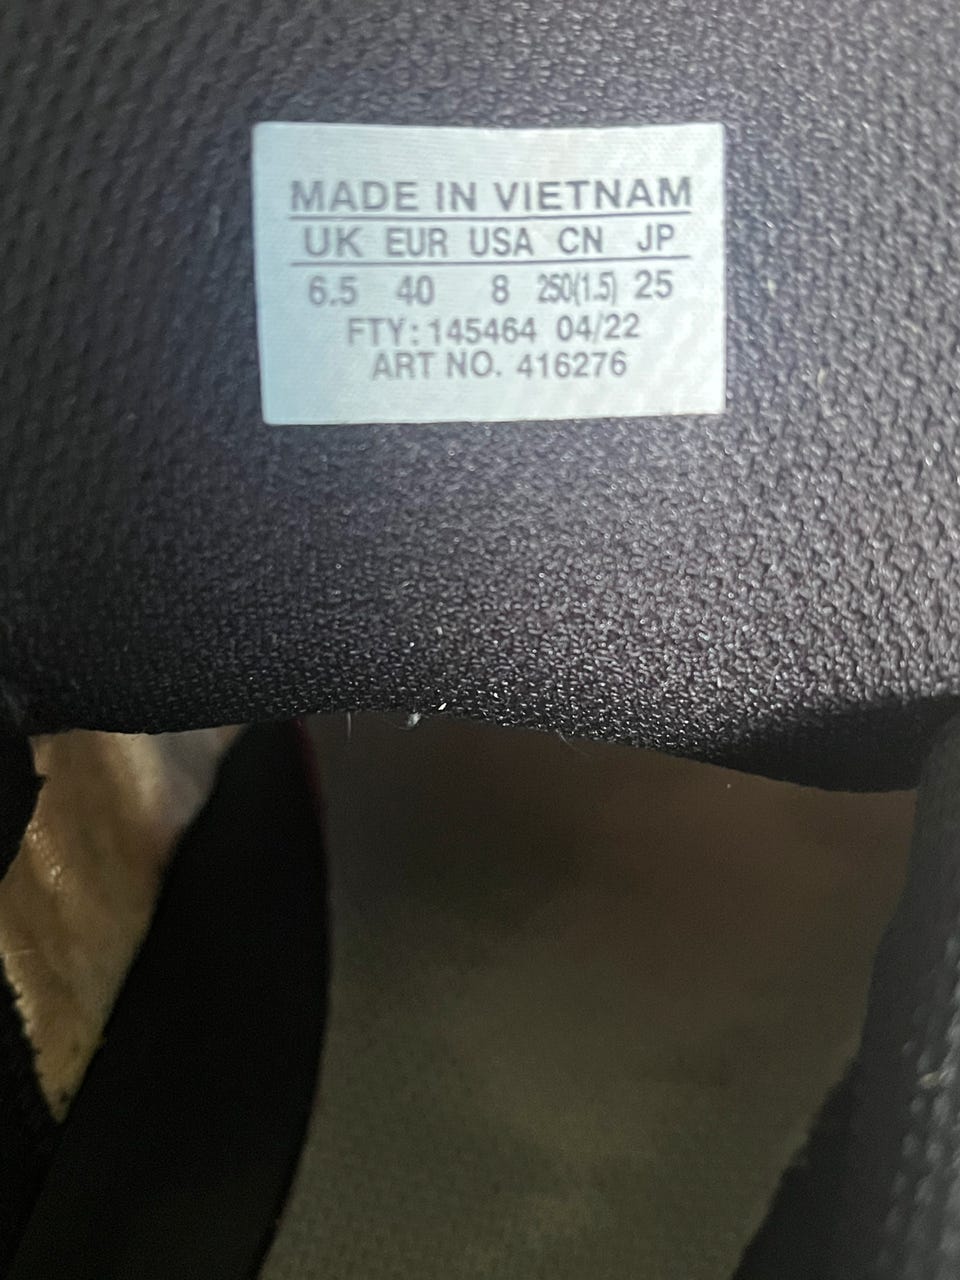 MADE IN VIETNAM
UK EUR USA CN JP
6.5 40 8 250(1.5) 25
FTY: 145464 04/22
ART NO. 416276